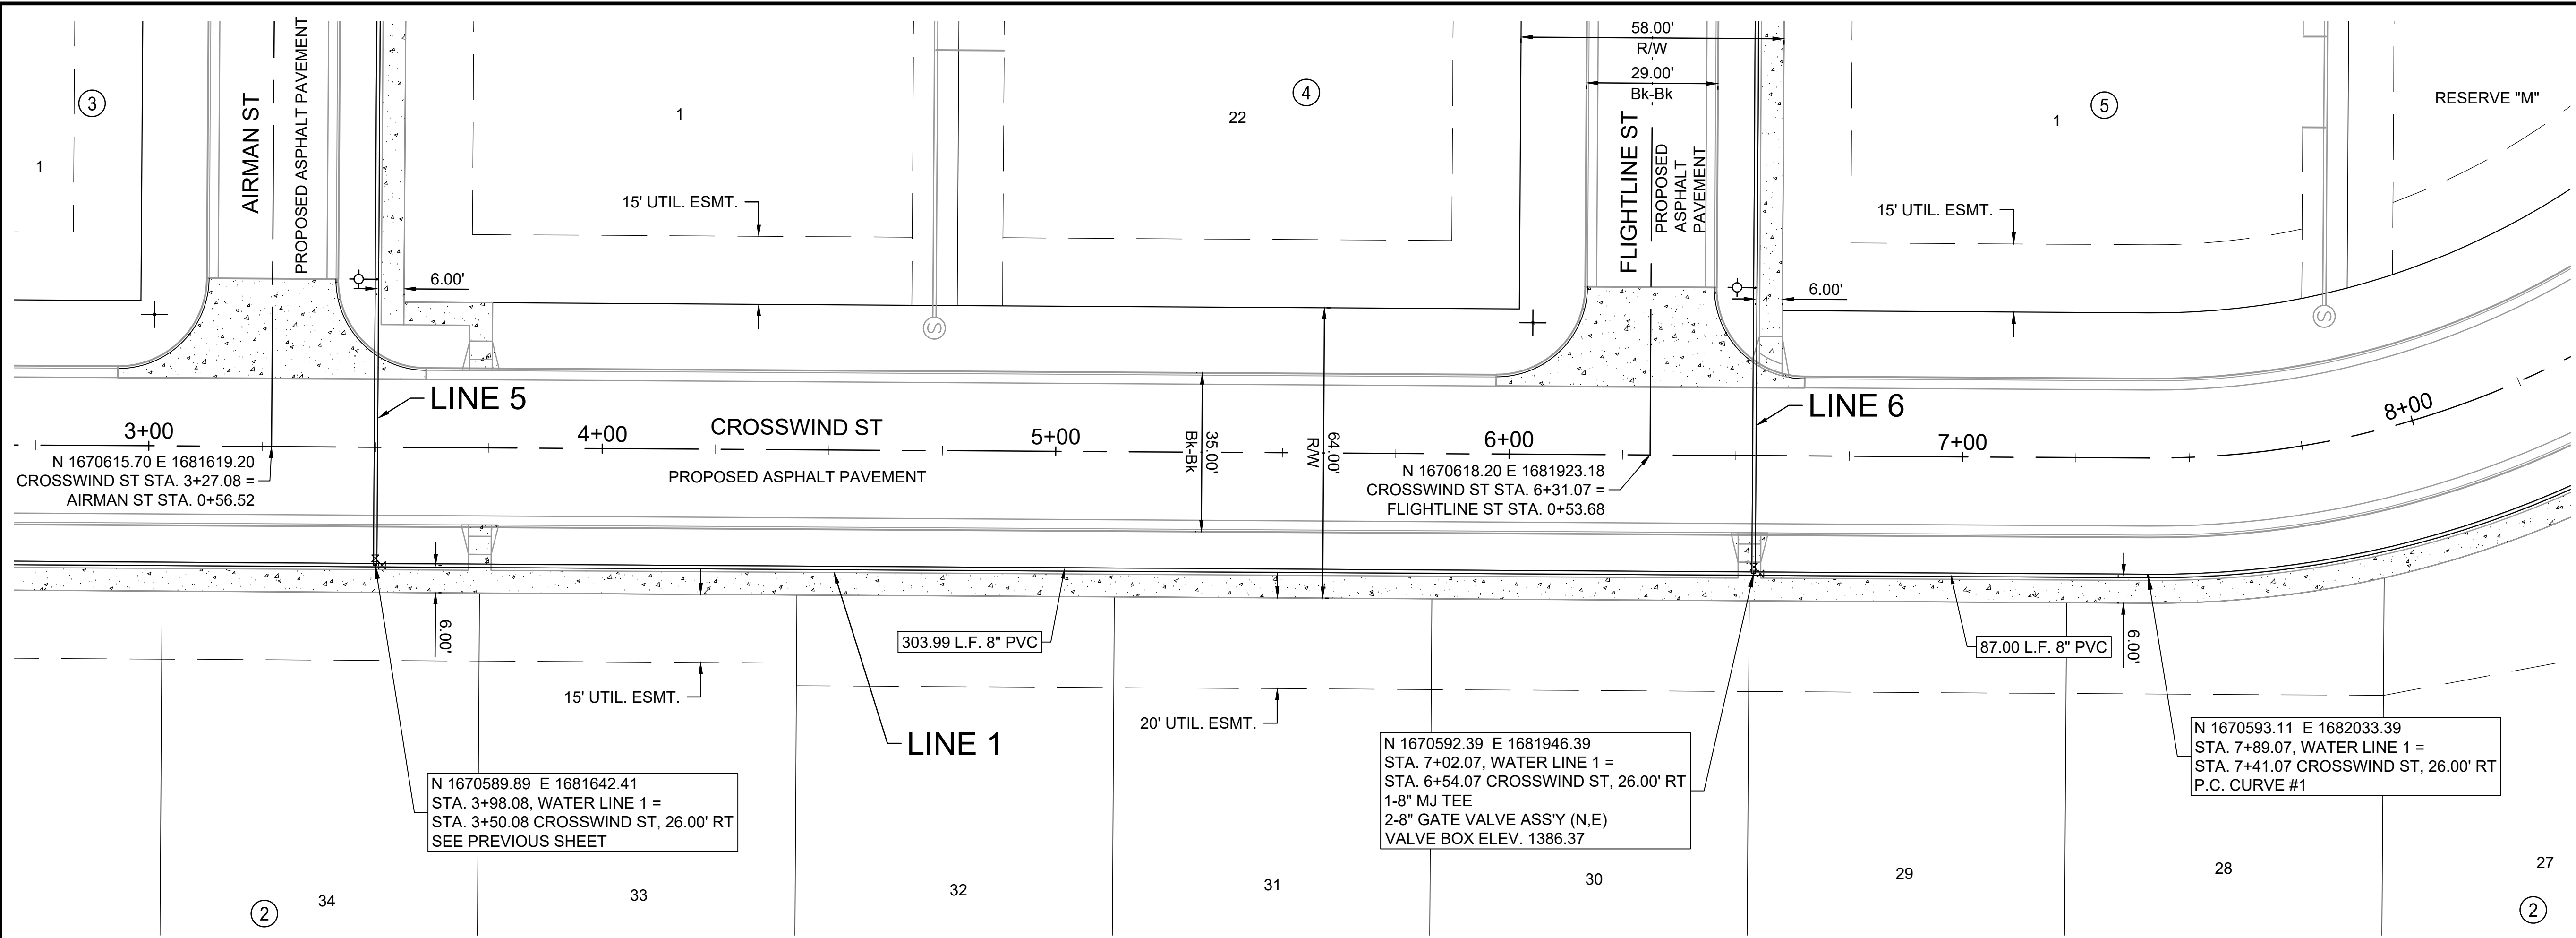 58.00'
R/W
29.00'
Bk-Bk
3
1
AIRMAN ST
PROPOSED ASPHALT PAVEMENT
1
22
4
FLIGHTLINE ST
PROPOSED
ASPHALT
PAVEMENT
1
5
RESERVE "M"
15' UTIL. ESMT.
15' UTIL. ESMT.
6.00'
6.00'
S
S
LINE 5
LINE 6
3+00
4+00
CROSSWIND ST
5+00
6+00
7+00
8+00
35.00'
Bk-Bk
64.00'
R/W
PROPOSED ASPHALT PAVEMENT
N 1670615.70 E 1681619.20
CROSSWIND ST STA. 3+27.08 =
AIRMAN ST STA. 0+56.52
N 1670618.20 E 1681923.18
CROSSWIND ST STA. 6+31.07 =
FLIGHTLINE ST STA. 0+53.68
6.00'
303.99 L.F. 8" PVC
87.00 L.F. 8" PVC
6.00'
15' UTIL. ESMT.
20' UTIL. ESMT.
LINE 1
N 1670589.89 E 1681642.41
STA. 3+98.08, WATER LINE 1 =
STA. 3+50.08 CROSSWIND ST, 26.00' RT
SEE PREVIOUS SHEET
N 1670592.39 E 1681946.39
STA. 7+02.07, WATER LINE 1 =
STA. 6+54.07 CROSSWIND ST, 26.00' RT
1-8" MJ TEE
2-8" GATE VALVE ASS'Y (N,E)
VALVE BOX ELEV. 1386.37
N 1670593.11 E 1682033.39
STA. 7+89.07, WATER LINE 1 =
STA. 7+41.07 CROSSWIND ST, 26.00' RT
P.C. CURVE #1
2
34
33
32
31
30
29
28
27
2